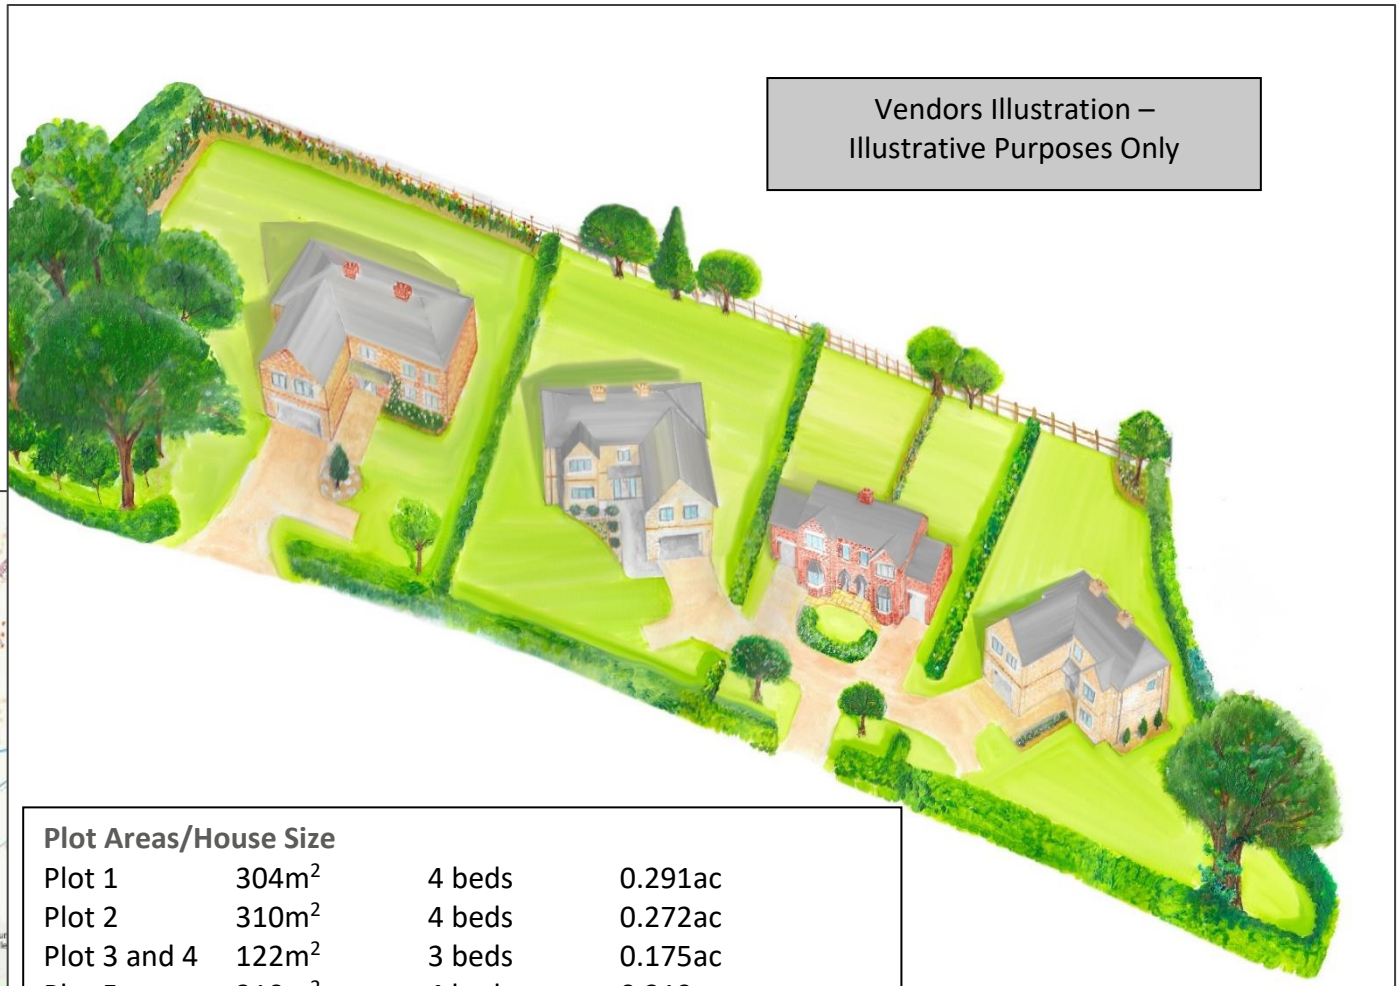 Vendors Illustration –
Illustrative Purposes Only
Plot Areas/House Size
Plot 1 304m² 4 beds 0.291ac
Plot 2 310m² 4 beds 0.272ac
Plot 3 and 4 122m² 3 beds 0.175ac